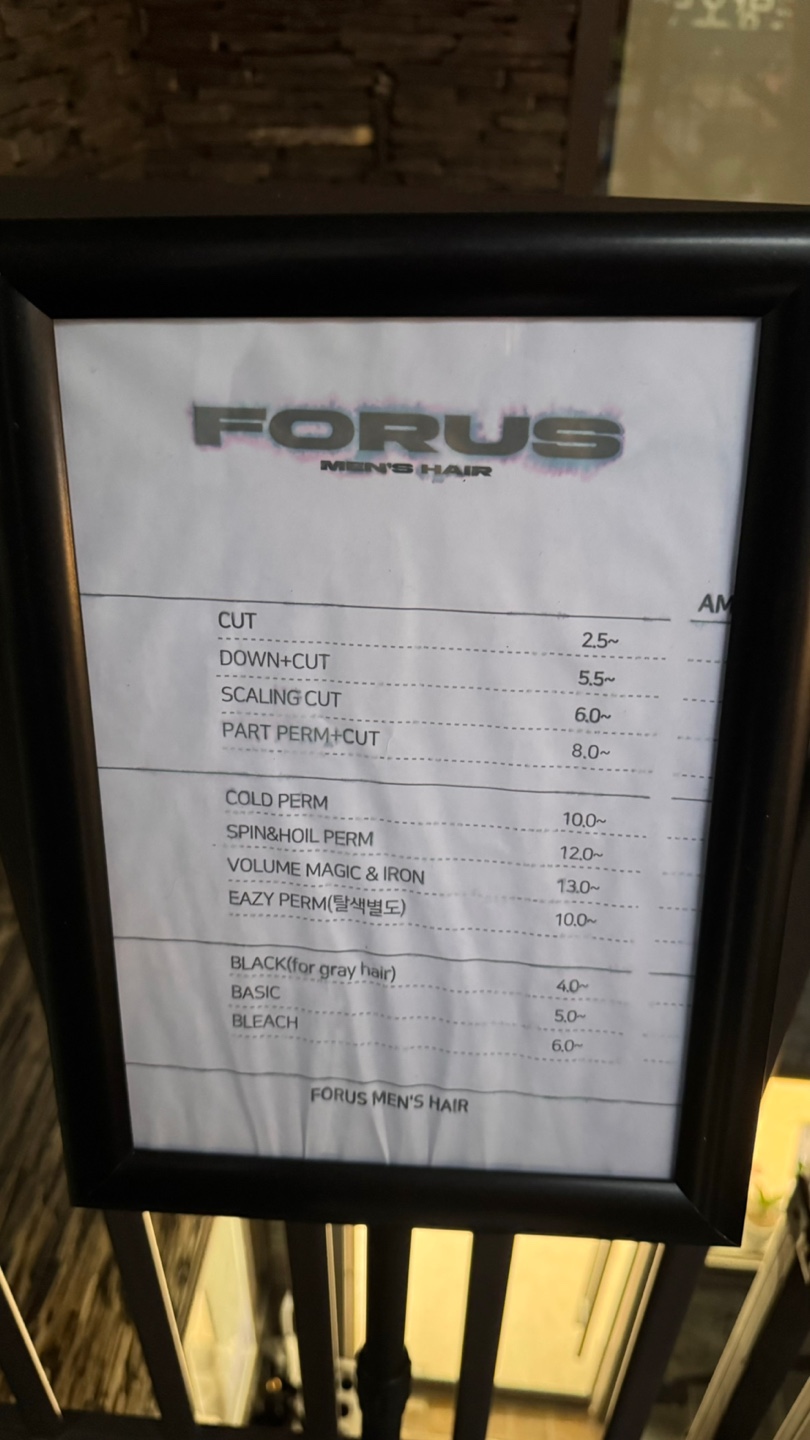 FORUS
MEN'S HAIR
AM
CUT 2.5~
DOWN+CUT 5.5~
SCALING CUT 6.0~
PART PERM+CUT 8.0~
COLD PERM 10.0~
SPIN&HOIL PERM 12.0~
VOLUME MAGIC & IRON 13.0~
EAZY PERM(탈색별도) 10.0~
BLACK(for gray hair) 4.0~
BASIC 5.0~
BLEACH 6.0~
FORUS MEN'S HAIR